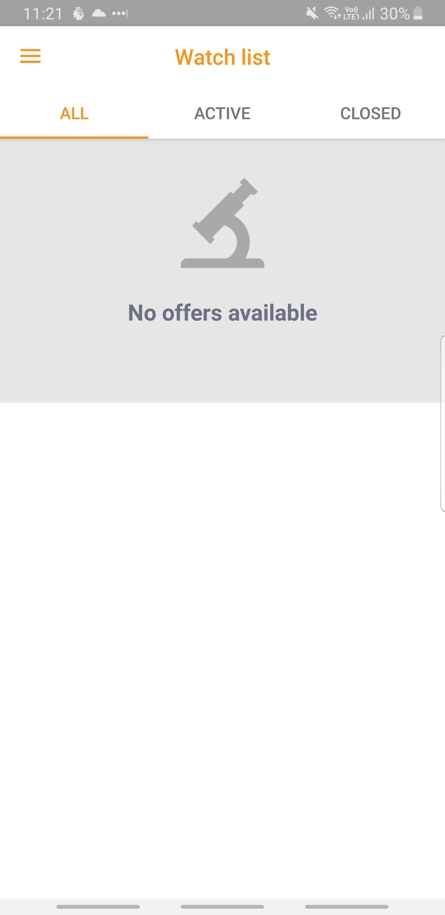 11:21 30%
Watch list
ALL ACTIVE CLOSED
No offers available